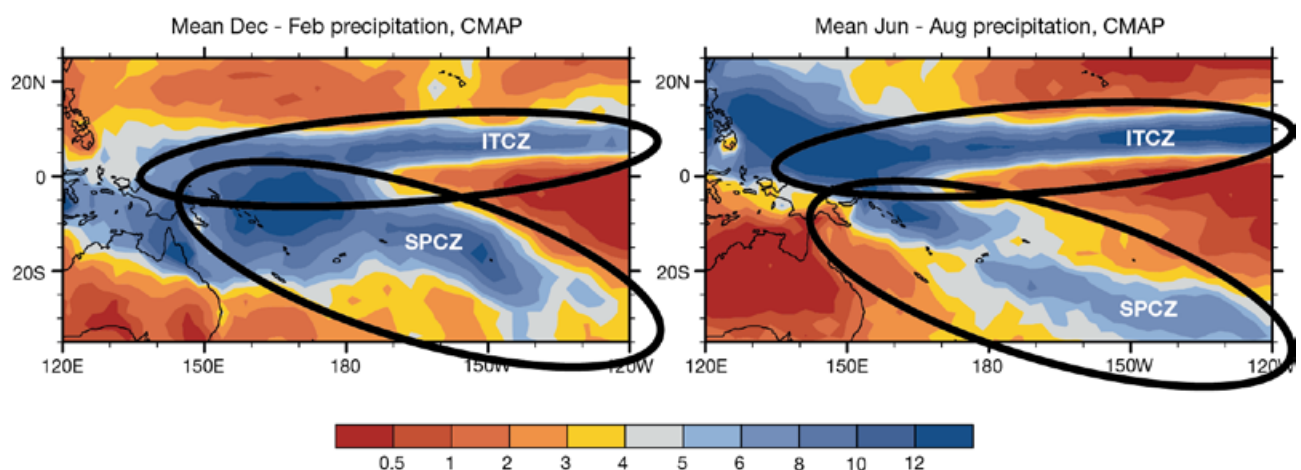 Mean Dec - Feb precipitation, CMAP
Mean Jun - Aug precipitation, CMAP
20N
0
20S
120E 150E 180 150W 120W
ITCZ
SPCZ
20N
0
20S
120E 150E 180 150W 120W
ITCZ
SPCZ
0.5 1 2 3 4 5 6 8 10 12